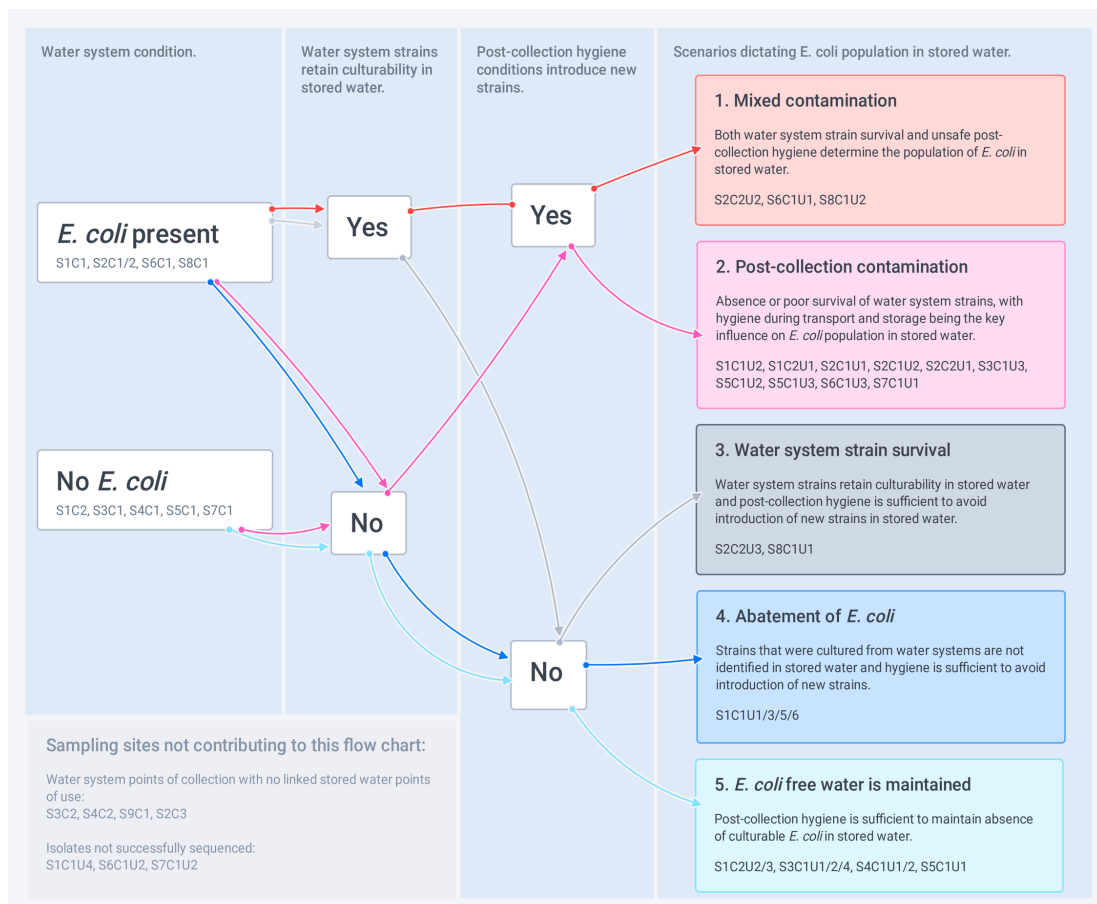 Water system condition.
Water system strains
retain culturability in
stored water.
Post-collection hygiene
conditions introduce new
strains.
Scenarios dictating E. coli population in stored water.
E. coli present
S1C1, S2C1/2, S6C1, S8C1
No E. coli
S1C2, S3C1, S4C1, S5C1, S7C1
Yes
No
Yes
No
1. Mixed contamination
Both water system strain survival and unsafe post-
collection hygiene determine the population of E. coli in
stored water.
S2C2U2, S6C1U1, S8C1U2
2. Post-collection contamination
Absence or poor survival of water system strains, with
hygiene during transport and storage being the key
influence on E. coli population in stored water.
S1C1U2, S1C2U1, S2C1U1, S2C1U2, S2C2U1, S3C1U3,
S5C1U2, S5C1U3, S6C1U3, S7C1U1
3. Water system strain survival
Water system strains retain culturability in stored water
and post-collection hygiene is sufficient to avoid
introduction of new strains in stored water.
S2C2U3, S8C1U1
4. Abatement of E. coli
Strains that were cultured from water systems are not
identified in stored water and hygiene is sufficient to avoid
introduction of new strains.
S1C1U1/3/5/6
5. E. coli free water is maintained
Post-collection hygiene is sufficient to maintain absence
of culturable E. coli in stored water.
S1C2U2/3, S3C1U1/2/4, S4C1U1/2, S5C1U1
Sampling sites not contributing to this flow chart:
Water system points of collection with no linked stored water points
of use:
S3C2, S4C2, S9C1, S2C3
Isolates not successfully sequenced:
S1C1U4, S6C1U2, S7C1U2